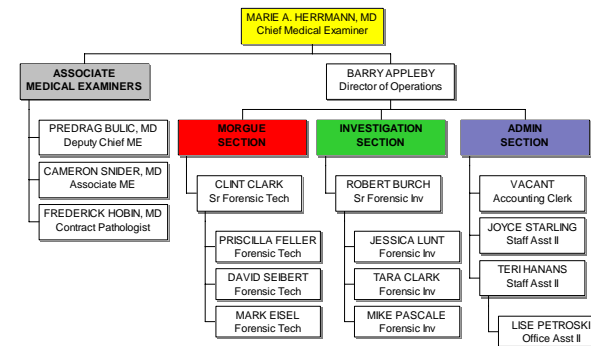 MARIE A. HERRMANN, MD
Chief Medical Examiner
ASSOCIATE
MEDICAL EXAMINERS
BARRY APPLEBY
Director of Operations
PREDRAG BULIC, MD
Deputy Chief ME
CAMERON SNIDER, MD
Associate ME
FREDERICK HOBIN, MD
Contract Pathologist
MORGUE
SECTION
CLINT CLARK
Sr Forensic Tech
PRISCILLA FELLER
Forensic Tech
DAVID SEIBERT
Forensic Tech
MARK EISEL
Forensic Tech
INVESTIGATION
SECTION
ROBERT BURCH
Sr Forensic Inv
JESSICA LUNT
Forensic Inv
TARA CLARK
Forensic Inv
MIKE PASCALE
Forensic Inv
ADMIN
SECTION
VACANT
Accounting Clerk
JOYCE STARLING
Staff Asst II
TERI HANANS
Staff Asst II
LISE PETROSKI
Office Asst II